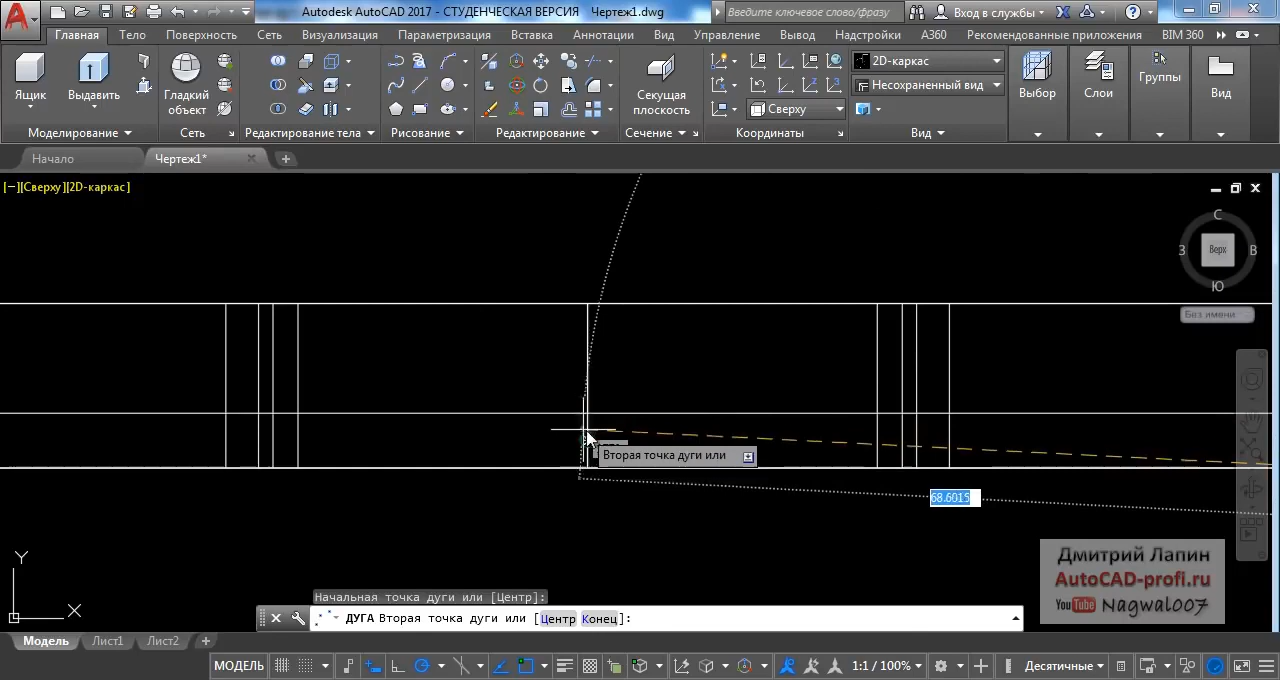 Autodesk AutoCAD 2017 - СТУДЕНЧЕСКАЯ ВЕРСИЯ Чертеж1.dwg
Введите ключевое слово/фразу
Вход в службы
Главная Тело Поверхность Сеть Визуализация Параметризация Вставка Аннотации Вид Управление Вывод Надстройки A360 Рекомендованные приложения BIM 360
Ящик
Выдавить
Гладкий
объект
Секущая
плоскость
2D-каркас
Несохраненный вид
Сверху
Выбор
Слои
Группы
Вид
Моделирование Сеть Редактирование тела Рисование Редактирование Сечение Координаты Вид
Начало Чертеж1*
[−][Сверху][2D-каркас]
С
З Верх В
Ю
Без имени
Вторая точка дуги или
68.6015
Дмитрий Лапин
AutoCAD-profi.ru
YouTube Nagwal007
Y
X
Начальная точка дуги или [Центр]:
ДУГА Вторая точка дуги или [Центр Конец]:
Модель Лист1 Лист2 +
МОДЕЛЬ 1:1 / 100% Десятичные